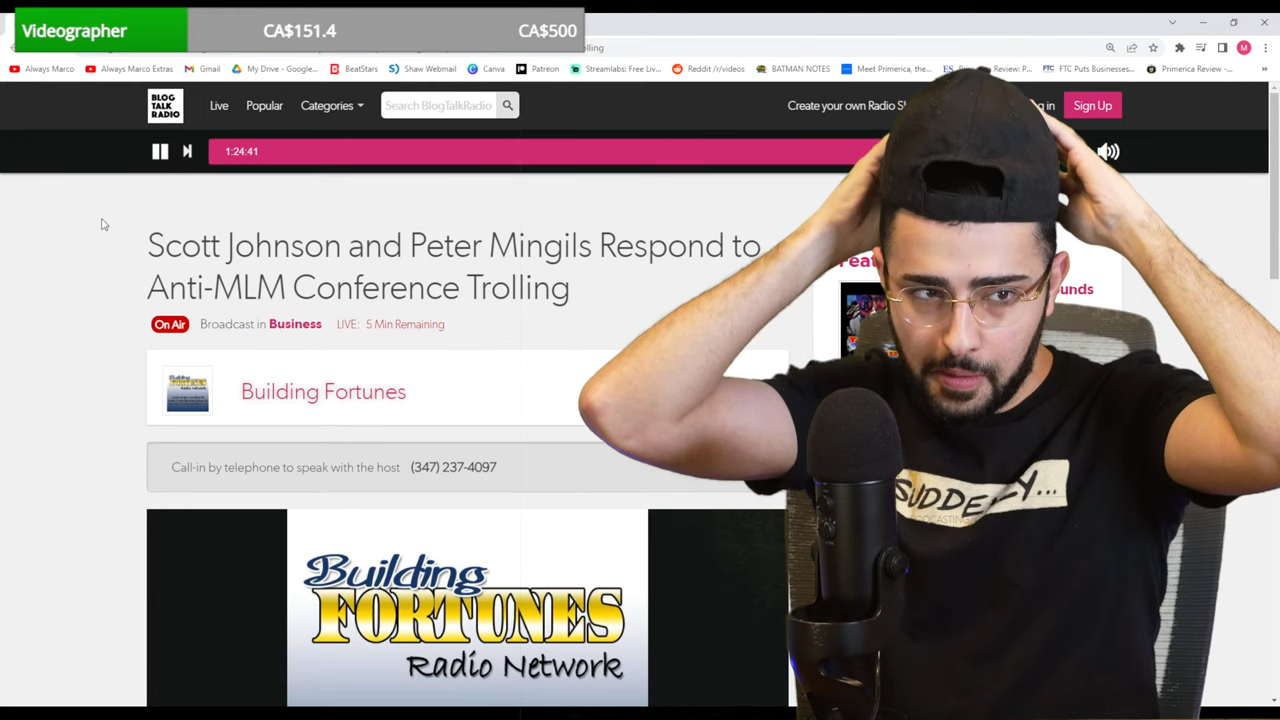 Videographer CA$151.4 CA$500
olling
Always Marco Always Marco Extras Gmail My Drive - Google... BeatStars Shaw Webmail Canva Patreon Streamlabs: Free Liv... Reddit /r/videos BATMAN NOTES Meet Primerica, the... FTC Puts Businesses... Primerica Review -...
BLOG TALK RADIO Live Popular Categories Search BlogTalkRadio Create your own Radio in Sign Up
1:24:41
Scott Johnson and Peter Mingils Respond to
Anti-MLM Conference Trolling
On Air Broadcast in Business LIVE: 5 Min Remaining
Building Fortunes
Call-in by telephone to speak with the host (347) 237-4097
Building
FORTUNES
Radio Network
SUDDENLY...
PODCASTING